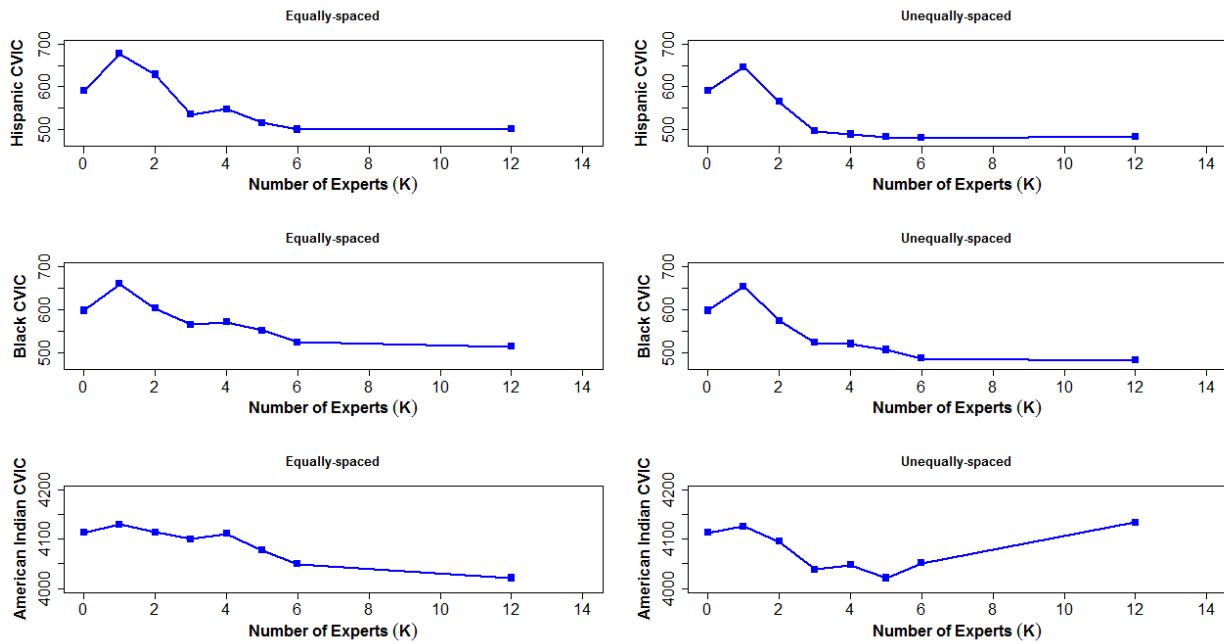 Equally-spaced
Hispanic CVIC
700
600
500
0 2 4 6 8 10 12 14
Number of Experts (K)
Unequally-spaced
Hispanic CVIC
700
600
500
0 2 4 6 8 10 12 14
Number of Experts (K)
Equally-spaced
Black CVIC
700
600
500
0 2 4 6 8 10 12 14
Number of Experts (K)
Unequally-spaced
Black CVIC
700
600
500
0 2 4 6 8 10 12 14
Number of Experts (K)
Equally-spaced
American Indian CVIC
4200
4100
4000
0 2 4 6 8 10 12 14
Number of Experts (K)
Unequally-spaced
American Indian CVIC
4200
4100
4000
0 2 4 6 8 10 12 14
Number of Experts (K)